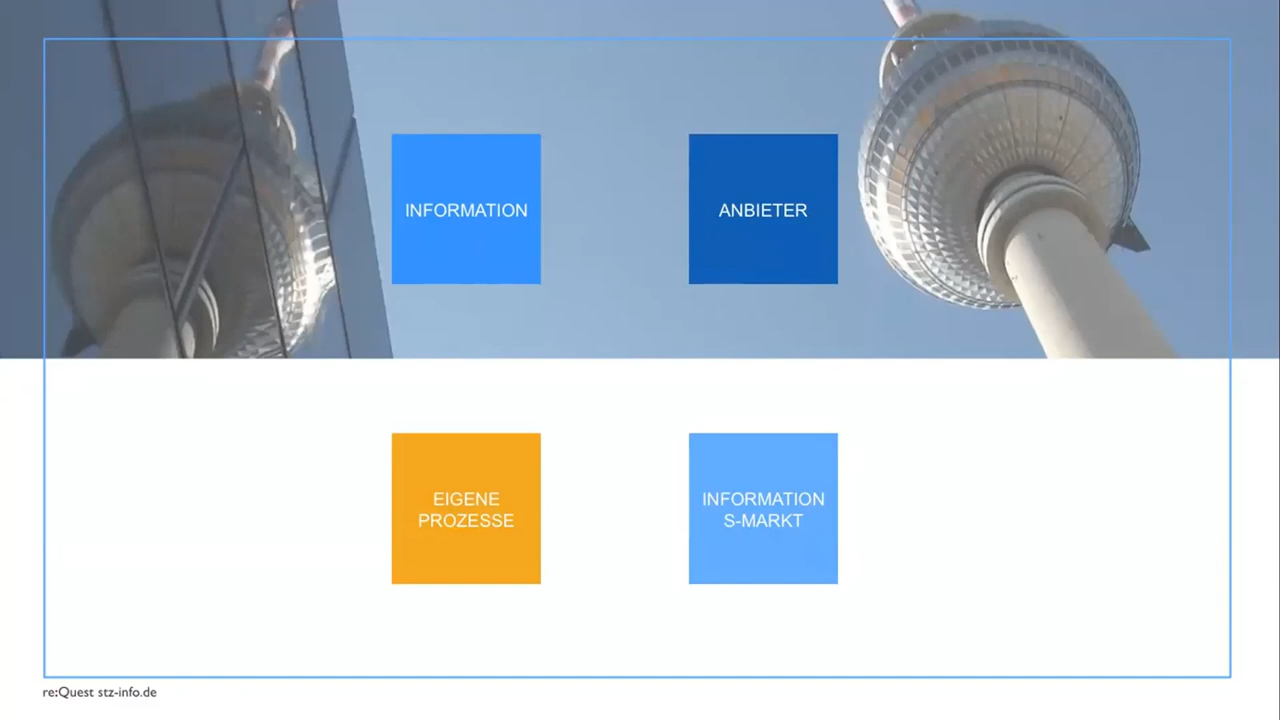 INFORMATION
ANBIETER
EIGENE
PROZESSE
INFORMATION
S-MARKT
re:Quest stz-info.de